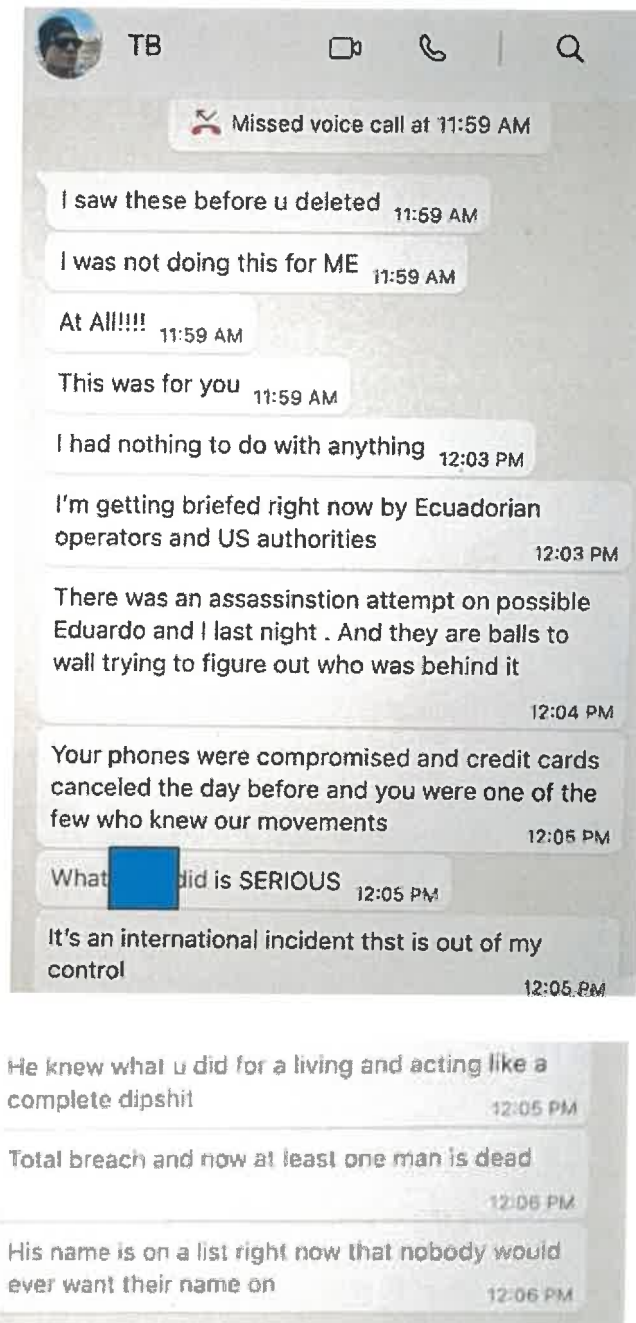 TB
Missed voice call at 11:59 AM
I saw these before u deleted 11:59 AM
I was not doing this for ME 11:59 AM
At All!!!! 11:59 AM
This was for you 11:59 AM
I had nothing to do with anything 12:03 PM
I'm getting briefed right now by Ecuadorian
operators and US authorities 12:03 PM
There was an assassinstion attempt on possible
Eduardo and I last night . And they are balls to
wall trying to figure out who was behind it
12:04 PM
Your phones were compromised and credit cards
canceled the day before and you were one of the
few who knew our movements 12:05 PM
What did is SERIOUS 12:05 PM
It's an international incident thst is out of my
control 12:05 PM
He knew what u did for a living and acting like a
complete dipshit 12:05 PM
Total breach and now at least one man is dead
12:06 PM
His name is on a list right now that nobody would
ever want their name on 12:06 PM